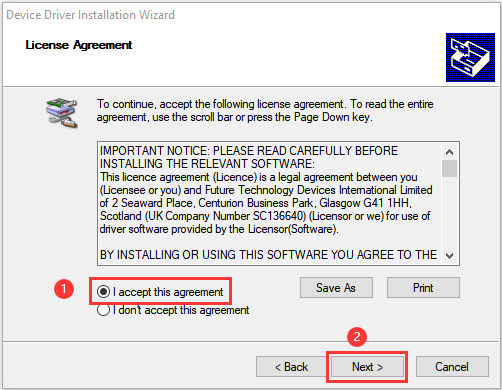 Device Driver Installation Wizard
License Agreement
To continue, accept the following license agreement. To read the entire
agreement, use the scroll bar or press the Page Down key.
IMPORTANT NOTICE: PLEASE READ CAREFULLY BEFORE
INSTALLING THE RELEVANT SOFTWARE:
This licence agreement (Licence) is a legal agreement between you
(Licensee or you) and Future Technology Devices International Limited
of 2 Seaward Place, Centurion Business Park, Glasgow G41 1HH,
Scotland (UK Company Number SC136640) (Licensor or we) for use of
driver software provided by the Licensor(Software).
BY INSTALLING OR USING THIS SOFTWARE YOU AGREE TO THE
1 I accept this agreement
Save As
Print
I don't accept this agreement
2
< Back
Next >
Cancel